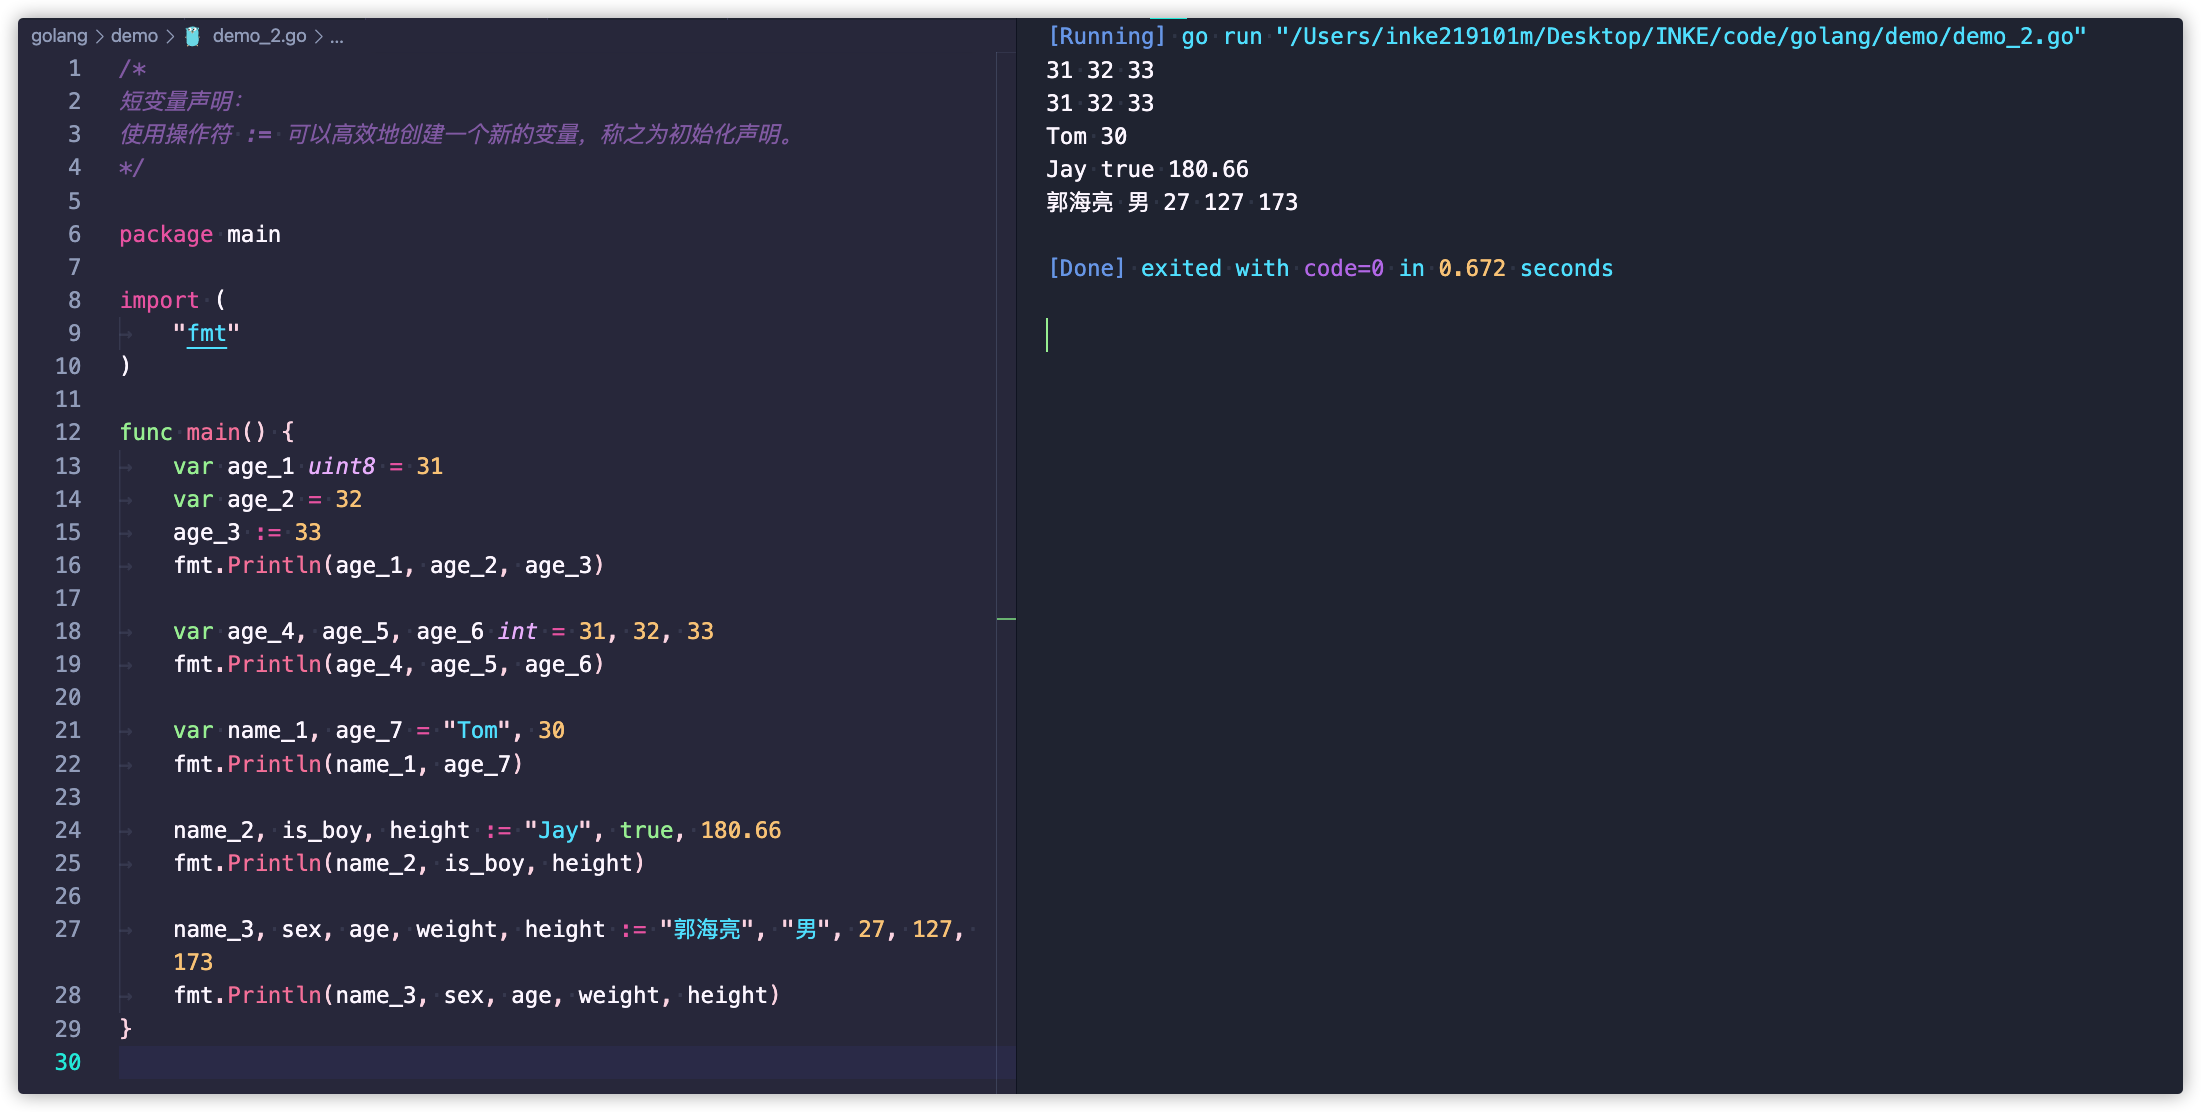 golang > demo > demo_2.go > ...
1 /*
2 短变量声明：
3 使用操作符 := 可以高效地创建一个新的变量，称之为初始化声明。
4 */
5
6 package main
7
8 import (
9 "fmt"
10 )
11
12 func main() {
13 var age_1 uint8 = 31
14 var age_2 = 32
15 age_3 := 33
16 fmt.Println(age_1, age_2, age_3)
17
18 var age_4, age_5, age_6 int = 31, 32, 33
19 fmt.Println(age_4, age_5, age_6)
20
21 var name_1, age_7 = "Tom", 30
22 fmt.Println(name_1, age_7)
23
24 name_2, is_boy, height := "Jay", true, 180.66
25 fmt.Println(name_2, is_boy, height)
26
27 name_3, sex, age, weight, height := "郭海亮", "男", 27, 127,
173
28 fmt.Println(name_3, sex, age, weight, height)
29 }
30
[Running] go run "/Users/inke219101m/Desktop/INKE/code/golang/demo/demo_2.go"
31 32 33
31 32 33
Tom 30
Jay true 180.66
郭海亮 男 27 127 173
[Done] exited with code=0 in 0.672 seconds